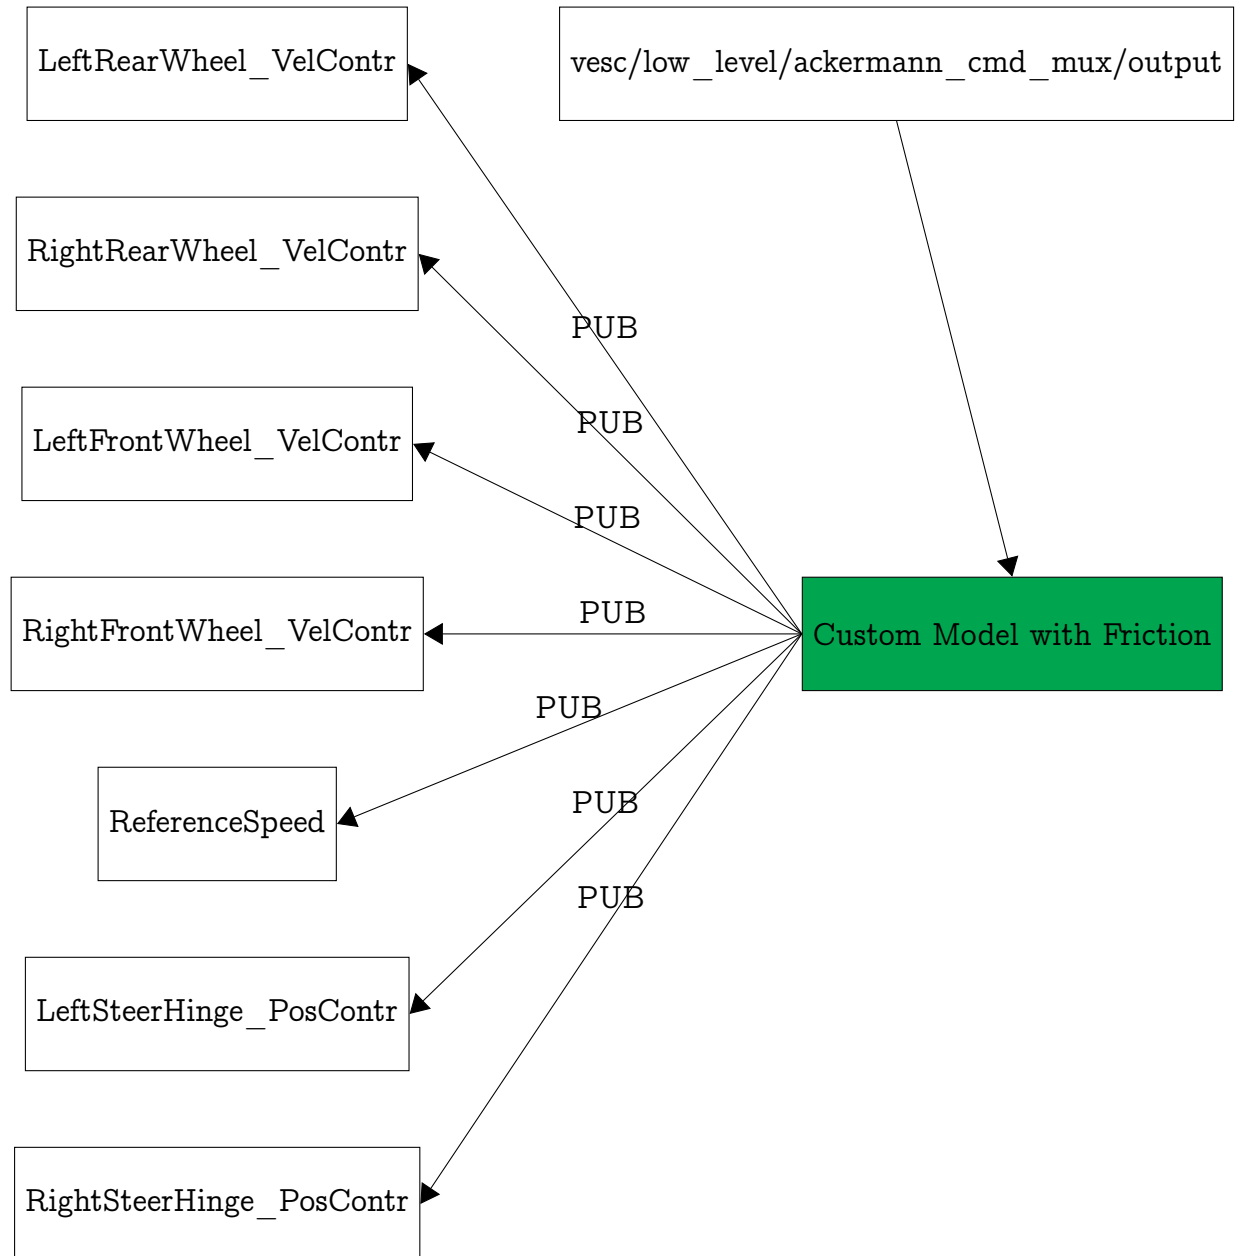 LeftRearWheel_VelContr
vesc/low_level/ackermann_cmd_mux/output
RightRearWheel_VelContr
PUB
PUB
LeftFrontWheel_VelContr
PUB
PUB
RightFrontWheel_VelContr
Custom Model with Friction
PUB
PUB
ReferenceSpeed
PUB
LeftSteerHinge_PosContr
RightSteerHinge_PosContr